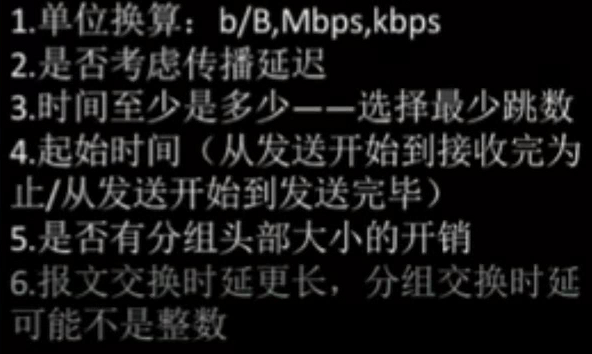 1.单位换算：b/B,Mbps,kbps
2.是否考虑传播延迟
3.时间至少是多少——选择最少跳数
4.起始时间（从发送开始到接收完为
止/从发送开始到发送完毕）
5.是否有分组头部大小的开销
6.报文交换时延更长，分组交换时延
可能不是整数